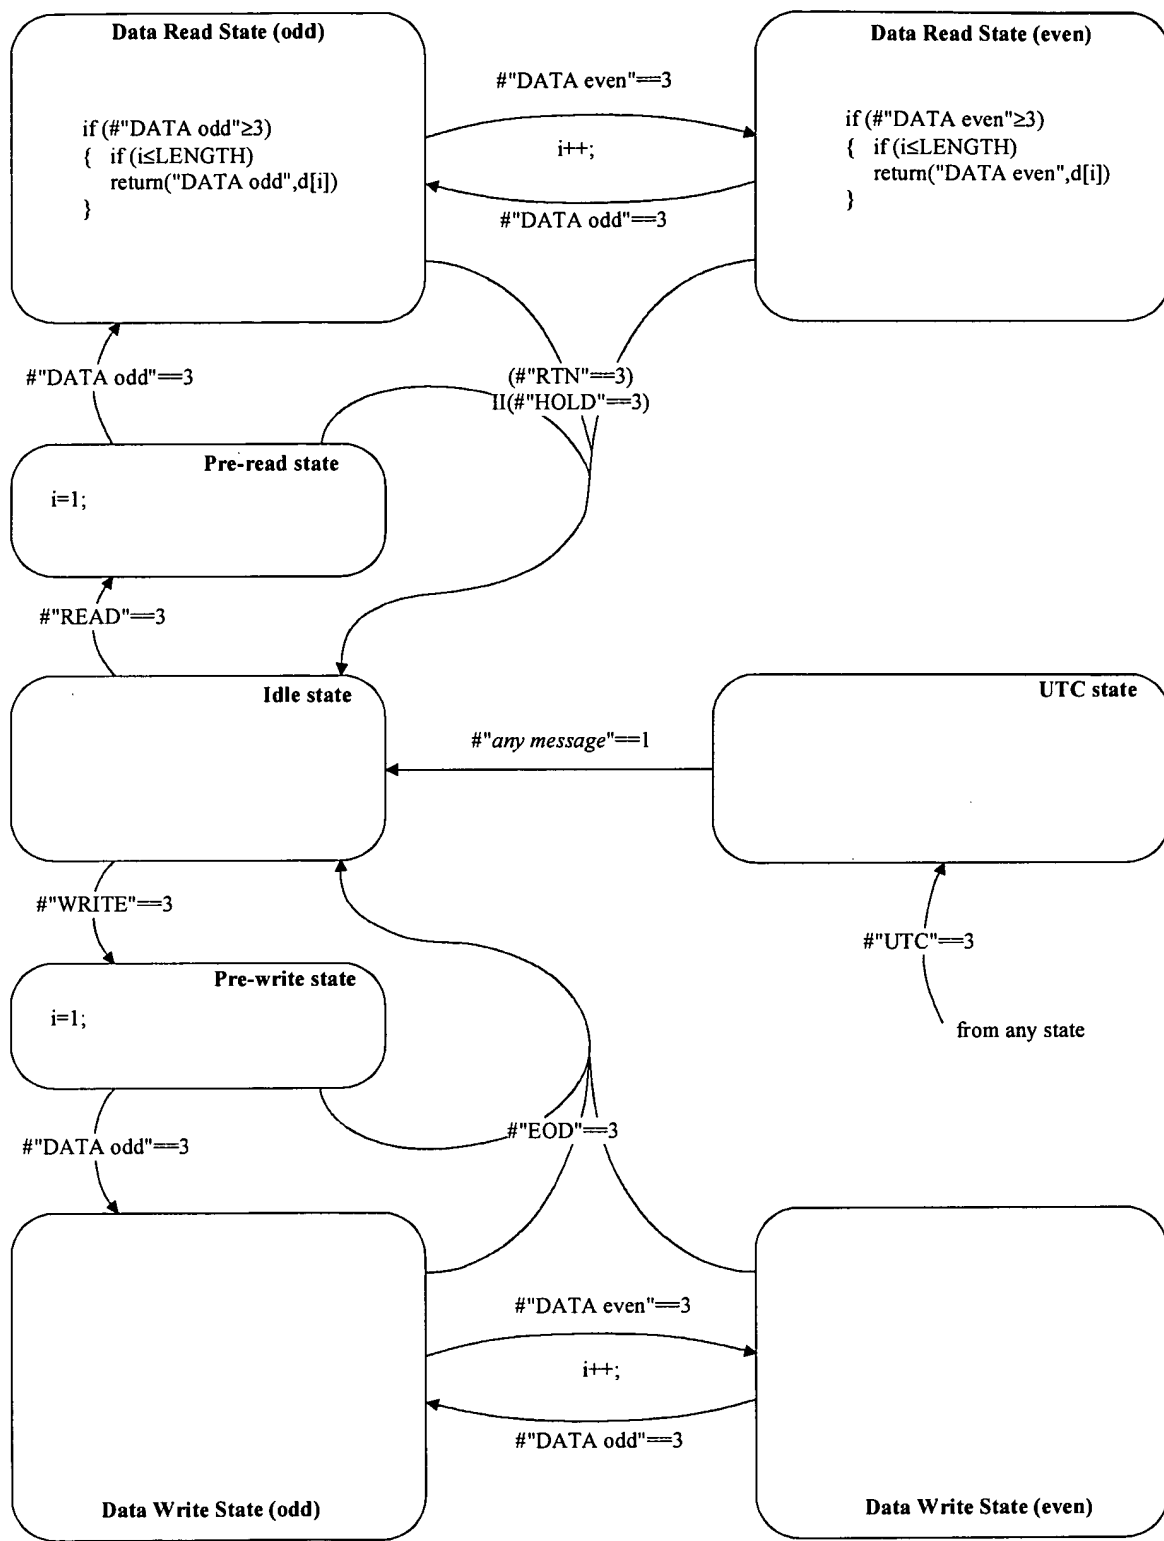 Data Read State (odd)
if (#"DATA odd"≥3)
{ if (i≤LENGTH)
return("DATA odd",d[i])
}
#"DATA even"==3
i++;
#"DATA odd"==3
Data Read State (even)
if (#"DATA even"≥3)
{ if (i≤LENGTH)
return("DATA even",d[i])
}
#"DATA odd"==3
(#"RTN"==3)
II(#"HOLD"==3)
Pre-read state
i=1;
#"READ"==3
Idle state
#"any message"==1
UTC state
#"WRITE"==3
#"UTC"==3
from any state
Pre-write state
i=1;
#"DATA odd"==3
#"EOD"==3
#"DATA even"==3
i++;
#"DATA odd"==3
Data Write State (odd)
Data Write State (even)